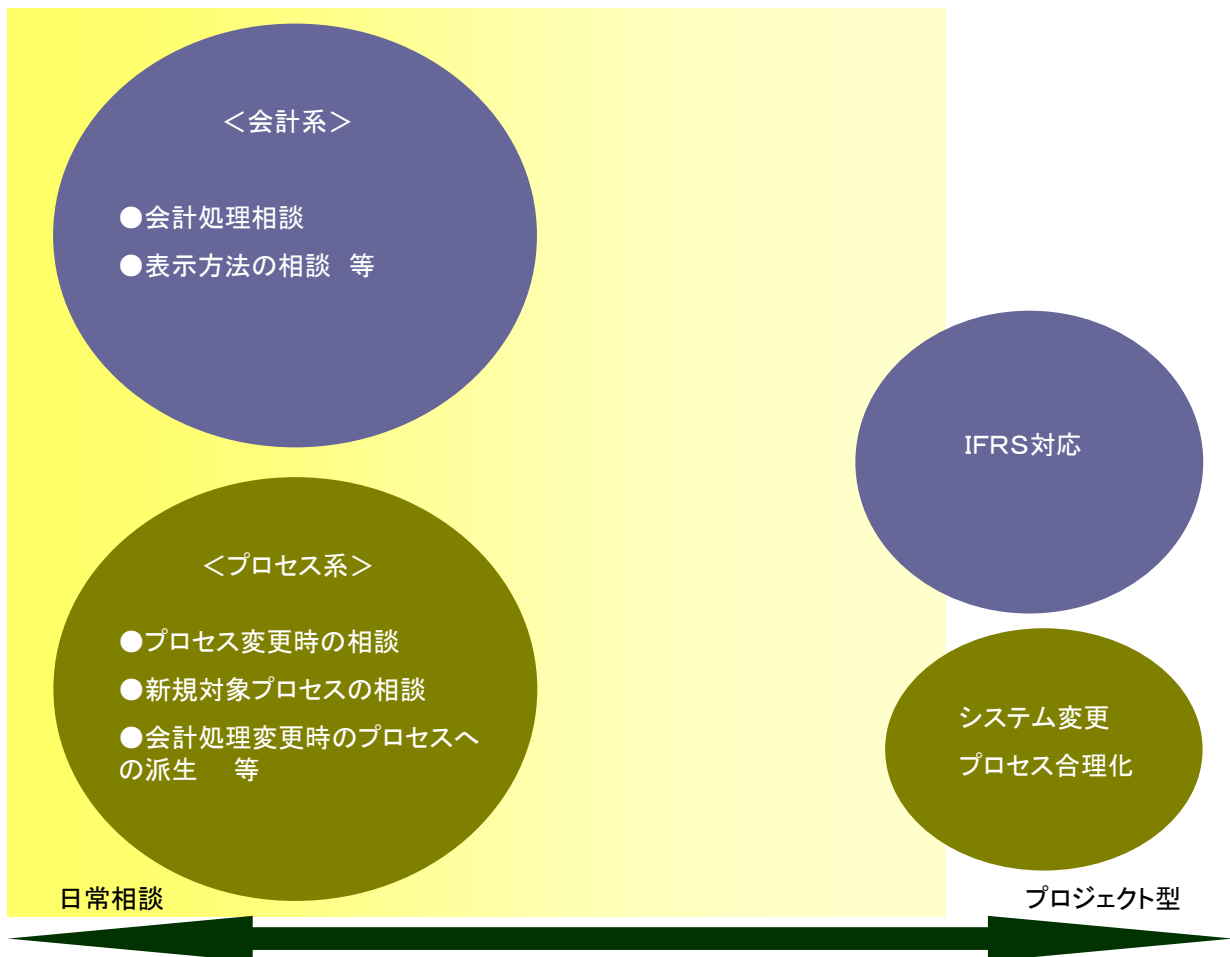 ＜会計系＞
●会計処理相談
●表示方法の相談　等
＜プロセス系＞
●プロセス変更時の相談
●新規対象プロセスの相談
●会計処理変更時のプロセスへ
の派生　等
IFRS対応
システム変更
プロセス合理化
日常相談
プロジェクト型